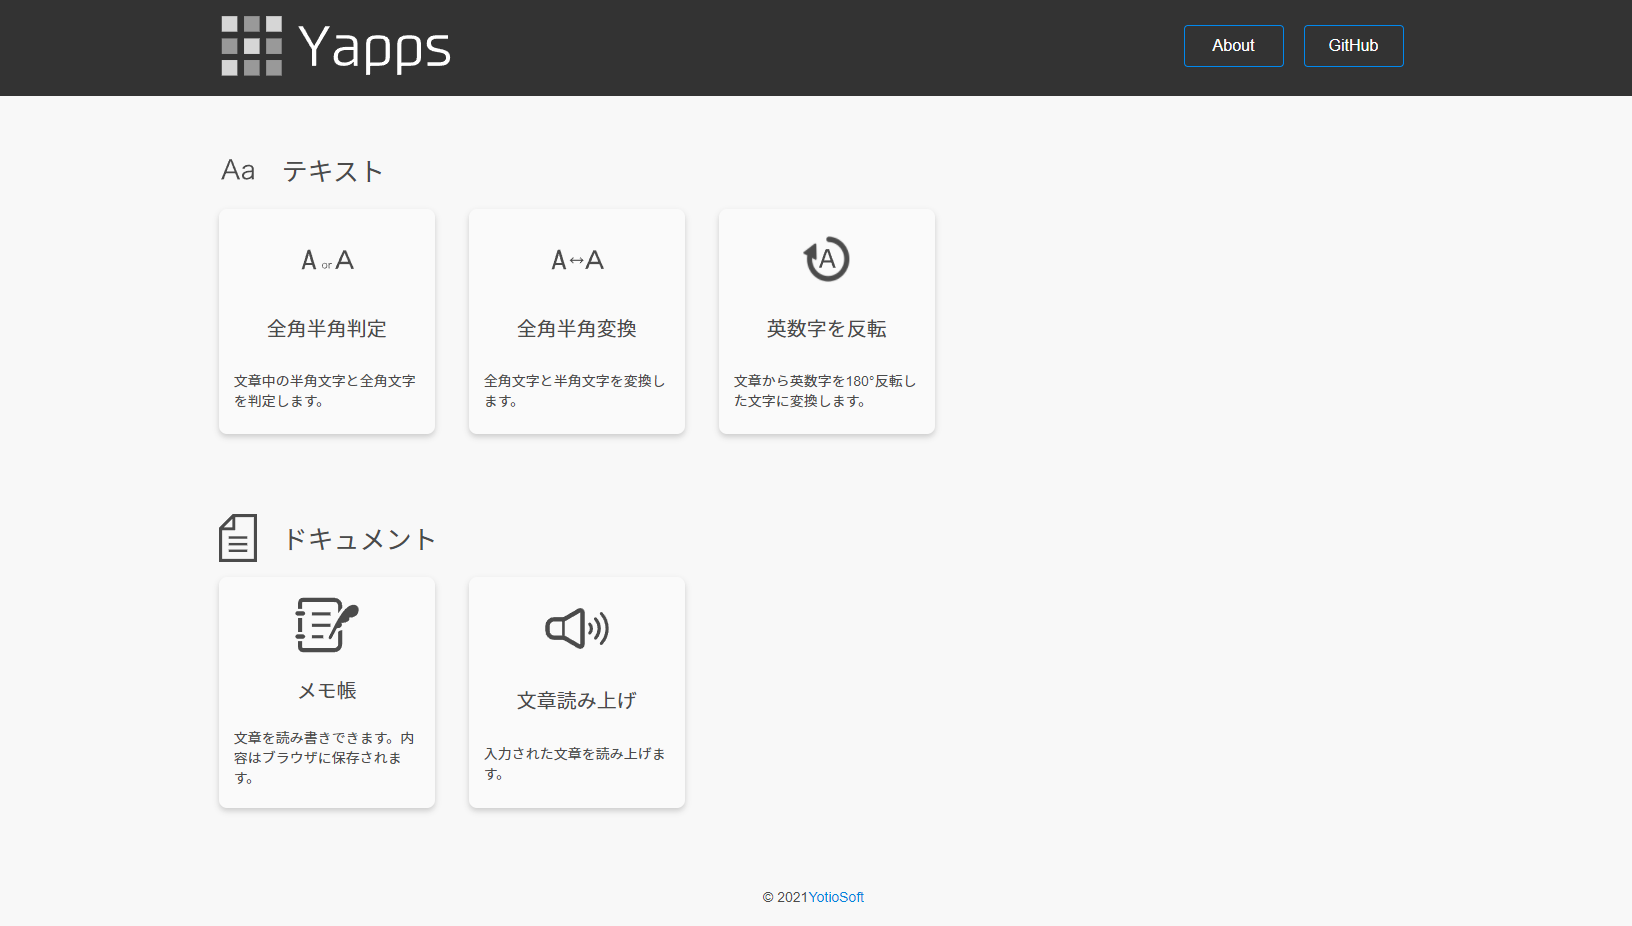 Yapps
About
GitHub
Aa テキスト
A or A
A↔A
A
全角半角判定
全角半角変換
英数字を反転
文章中の半角文字と全角文字
を判定します。
全角文字と半角文字を変換し
ます。
文章から英数字を180°反転し
た文字に変換します。
ドキュメント
メモ帳
文章を読み書きできます。内
容はブラウザに保存されま
す。
文章読み上げ
入力された文章を読み上げま
す。
© 2021YotioSoft